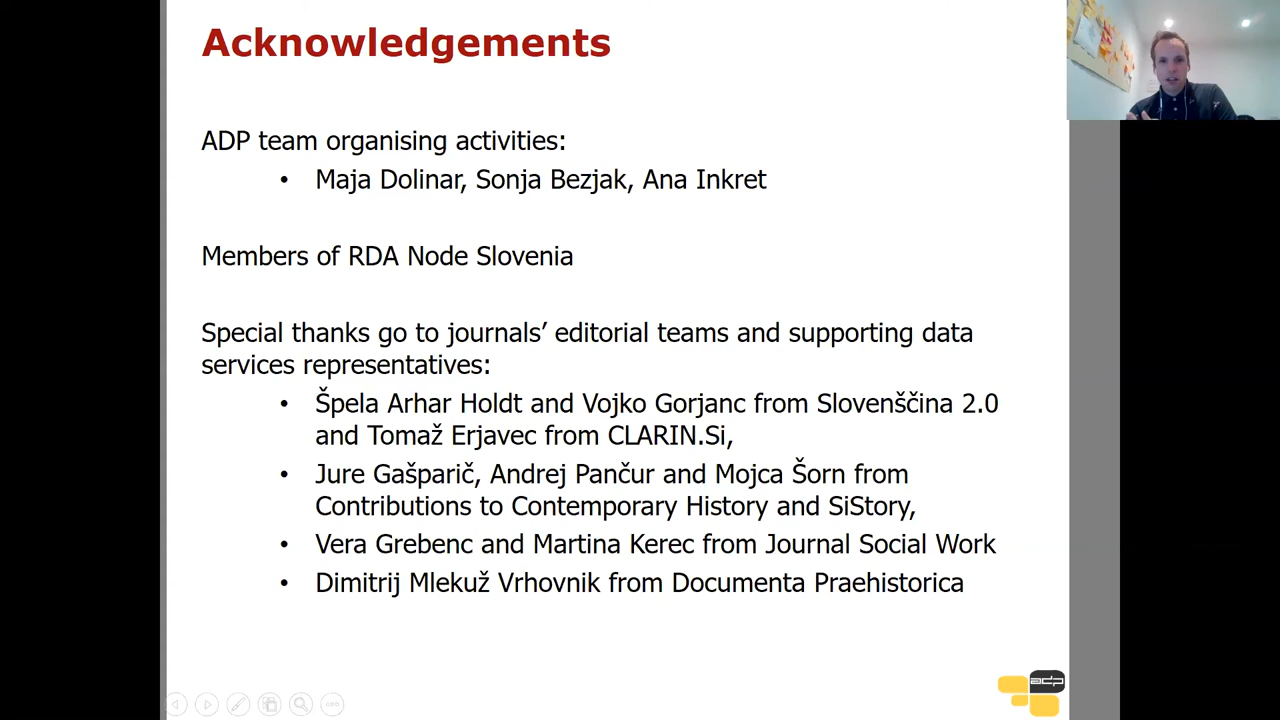 Acknowledgements
ADP team organising activities:
• Maja Dolinar, Sonja Bezjak, Ana Inkret
Members of RDA Node Slovenia
Special thanks go to journals’ editorial teams and supporting data
services representatives:
• Špela Arhar Holdt and Vojko Gorjanc from Slovenščina 2.0
and Tomaž Erjavec from CLARIN.Si,
• Jure Gašparič, Andrej Pančur and Mojca Šorn from
Contributions to Contemporary History and SiStory,
• Vera Grebenc and Martina Kerec from Journal Social Work
• Dimitrij Mlekuž Vrhovnik from Documenta Praehistorica
adp